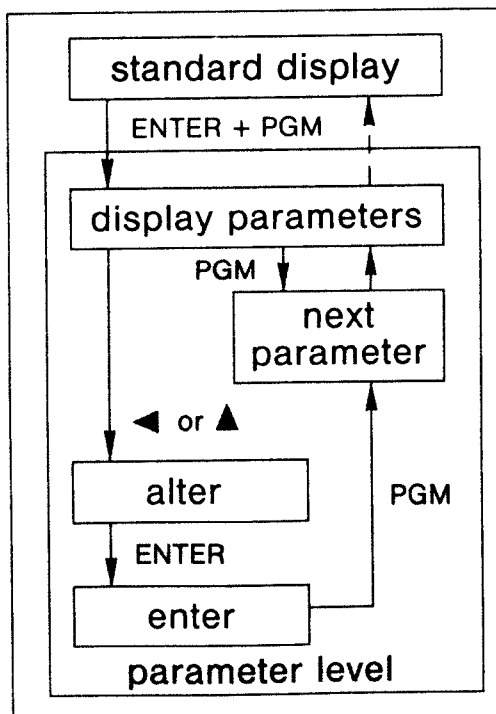 standard display
ENTER + PGM
display parameters
PGM
next
parameter
◄ or ▲
alter
PGM
ENTER
enter
parameter level